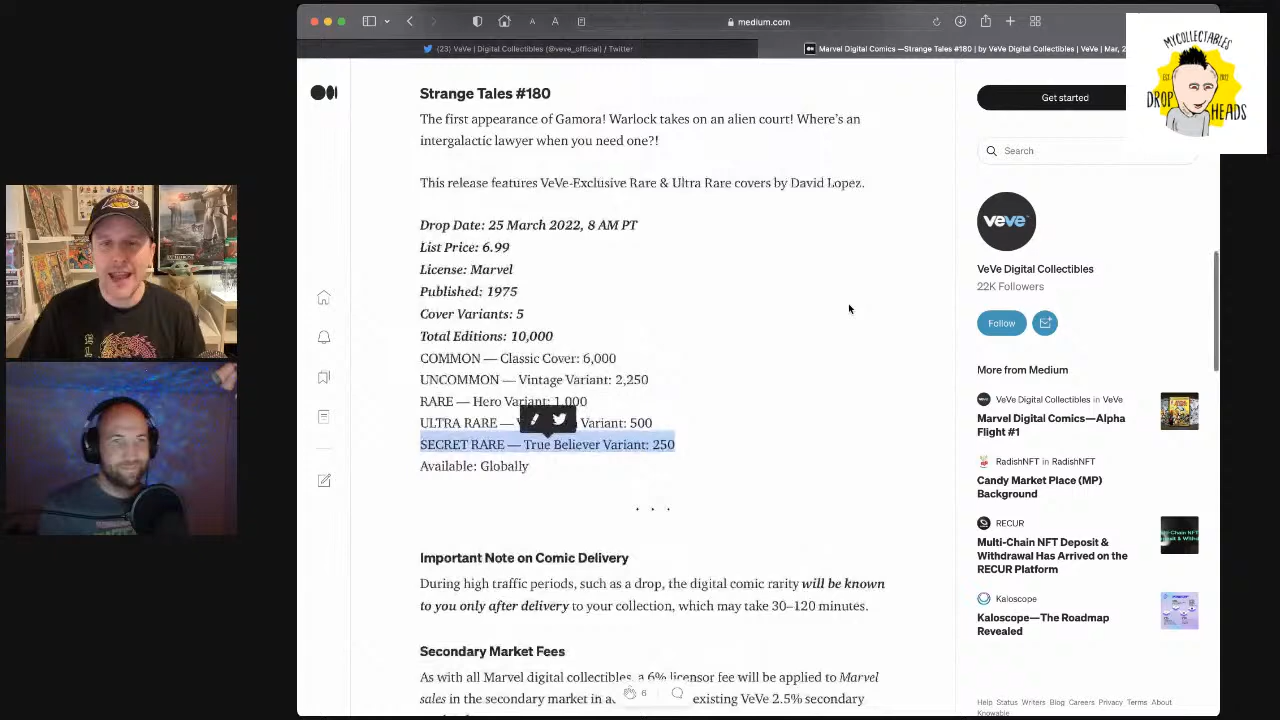 medium.com
(23) VeVe | Digital Collectibles (@veve_official) / Twitter
Marvel Digital Comics —Strange Tales #180 | by VeVe Digital Collectibles | VeVe | Mar, 2
MYCOLLECTABLES
EST
2012
DROP HEADS
Strange Tales #180
The first appearance of Gamora! Warlock takes on an alien court! Where's an
intergalactic lawyer when you need one?!
This release features VeVe-Exclusive Rare & Ultra Rare covers by David Lopez.
Drop Date: 25 March 2022, 8 AM PT
List Price: 6.99
License: Marvel
Published: 1975
Cover Variants: 5
Total Editions: 10,000
COMMON — Classic Cover: 6,000
UNCOMMON — Vintage Variant: 2,250
RARE — Hero Variant: 1,000
ULTRA RARE — Variant: 500
SECRET RARE — True Believer Variant: 250
Available: Globally
Important Note on Comic Delivery
During high traffic periods, such as a drop, the digital comic rarity will be known
to you only after delivery to your collection, which may take 30–120 minutes.
Secondary Market Fees
As with all Marvel digital collectibles, a 6% licensor fee will be applied to Marvel
sales in the secondary market in existing VeVe 2.5% secondary
6
Get started
Search
veve
VeVe Digital Collectibles
22K Followers
Follow
More from Medium
VeVe Digital Collectibles in VeVe
Marvel Digital Comics—Alpha
Flight #1
RadishNFT in RadishNFT
Candy Market Place (MP)
Background
RECUR
Multi-Chain NFT Deposit &
Withdrawal Has Arrived on the
RECUR Platform
Kaloscope
Kaloscope—The Roadmap
Revealed
Help Status Writers Blog Careers Privacy Terms About
Knowable